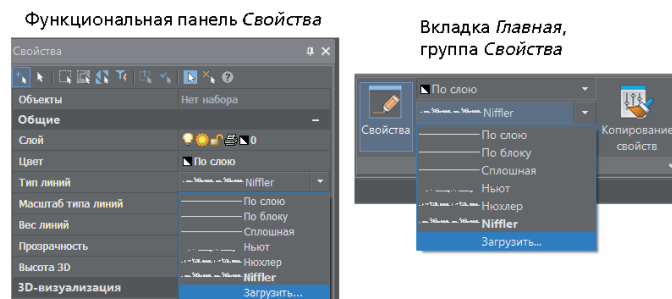 Функциональная панель Свойства
Свойства
Объекты Нет набора
Общие
Слой 0
Цвет По слою
Тип линий Niffler
Масштаб типа линий По слою
Вес линий По блоку
Сплошная
Прозрачность Ньют
Высота 3D Нюхлер
Niffler
3D-визуализация Загрузить...
Вкладка Главная,
группа Свойства
По слою
Niffler
Свойства
Копирование
свойств
По слою
По блоку
Сплошная
Ньют
Нюхлер
Niffler
Загрузить...